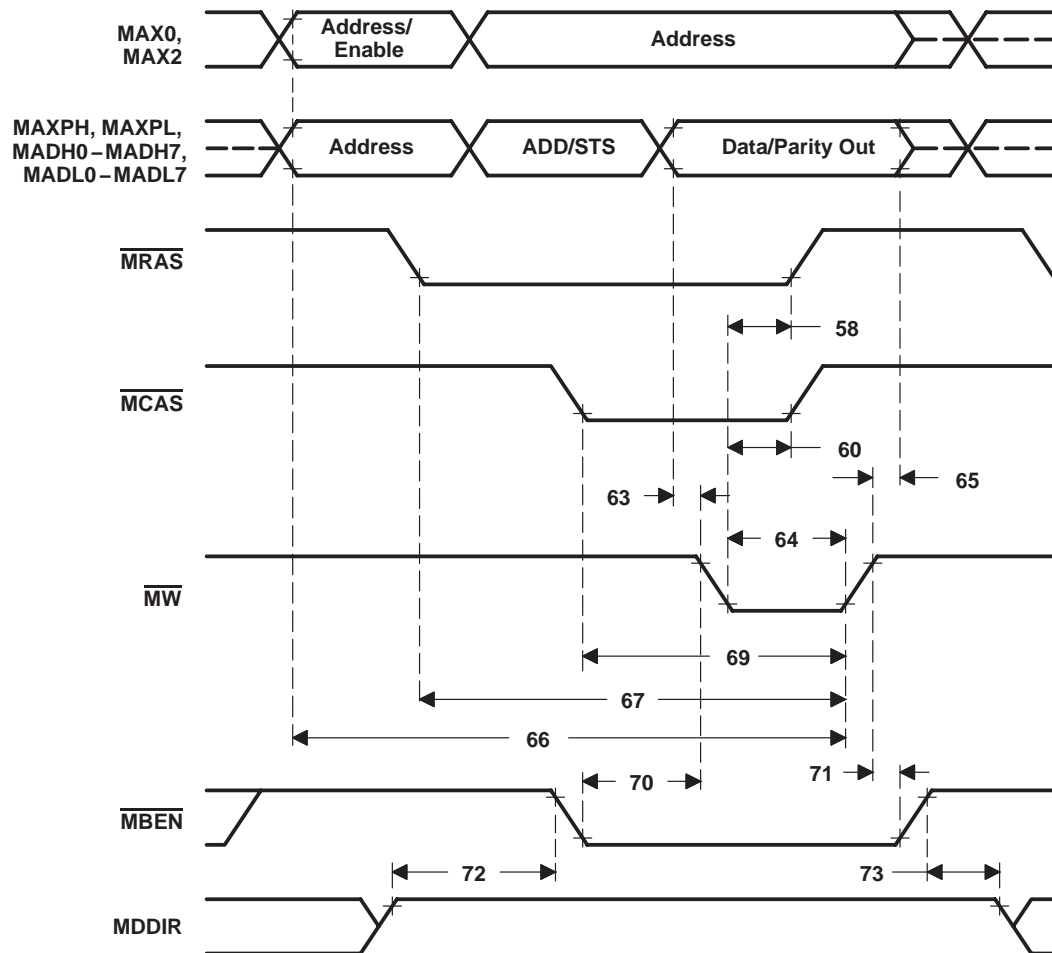 MAX0,
MAX2
Address/
Enable
Address
MAXPH, MAXPL,
MADH0–MADH7,
MADL0–MADL7
Address
ADD/STS
Data/Parity Out
MRAS
58
MCAS
60
63
65
64
MW
69
67
66
70
71
MBEN
72
73
MDDIR